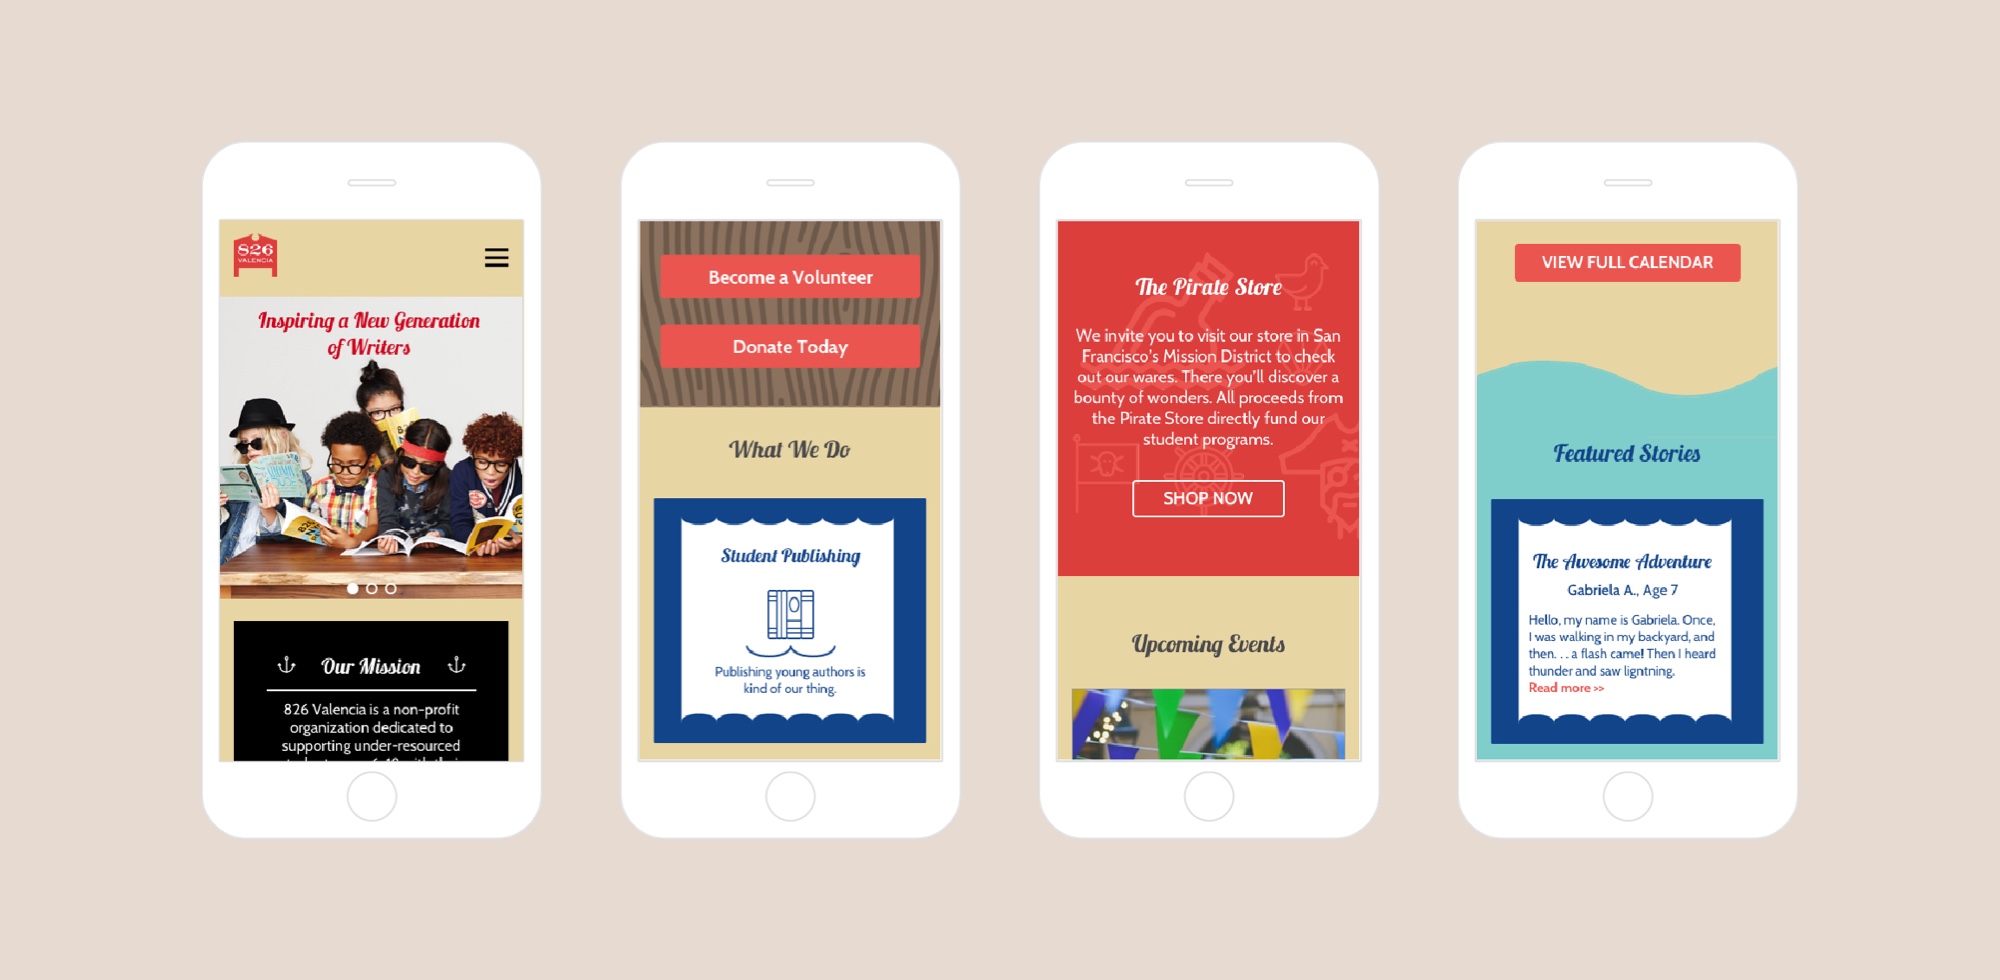 826
VALENCIA
Inspiring a New Generation
of Writers
Our Mission
826 Valencia is a non-profit
organization dedicated to
supporting under-resourced
Become a Volunteer
Donate Today
What We Do
Student Publishing
Publishing young authors is
kind of our thing.
The Pirate Store
We invite you to visit our store in San
Francisco's Mission District to check
out our wares. There you'll discover a
bounty of wonders. All proceeds from
the Pirate Store directly fund our
student programs.
SHOP NOW
Upcoming Events
VIEW FULL CALENDAR
Featured Stories
The Awesome Adventure
Gabriela A., Age 7
Hello, my name is Gabriela. Once,
I was walking in my backyard, and
then. . . a flash came! Then I heard
thunder and saw ligntning.
Read more >>